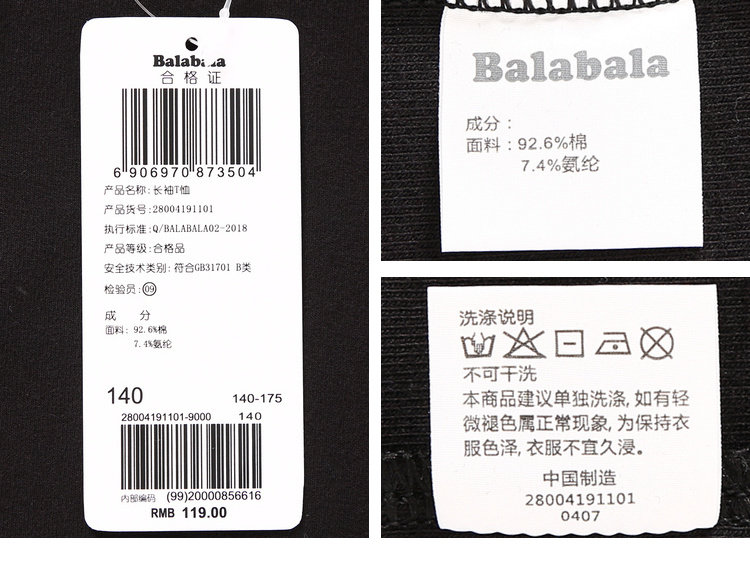 Balabala
合格证
6 906970 873504
产品名称:长袖T恤
产品货号:28004191101
执行标准:Q/BALABALA02-2018
产品等级:合格品
安全技术类别:符合GB31701 B类
检验员:09
成 分
面料: 92.6%棉
7.4%氨纶
140
140-175
28004191101-9000 140
内部编码 (99)20000856616
RMB 119.00
Balabala
成分:
面料: 92.6%棉
7.4%氨纶
洗涤说明
不可干洗
本商品建议单独洗涤,如有轻
微褪色属正常现象,为保持衣
服色泽,衣服不宜久浸。
中国制造
28004191101
0407